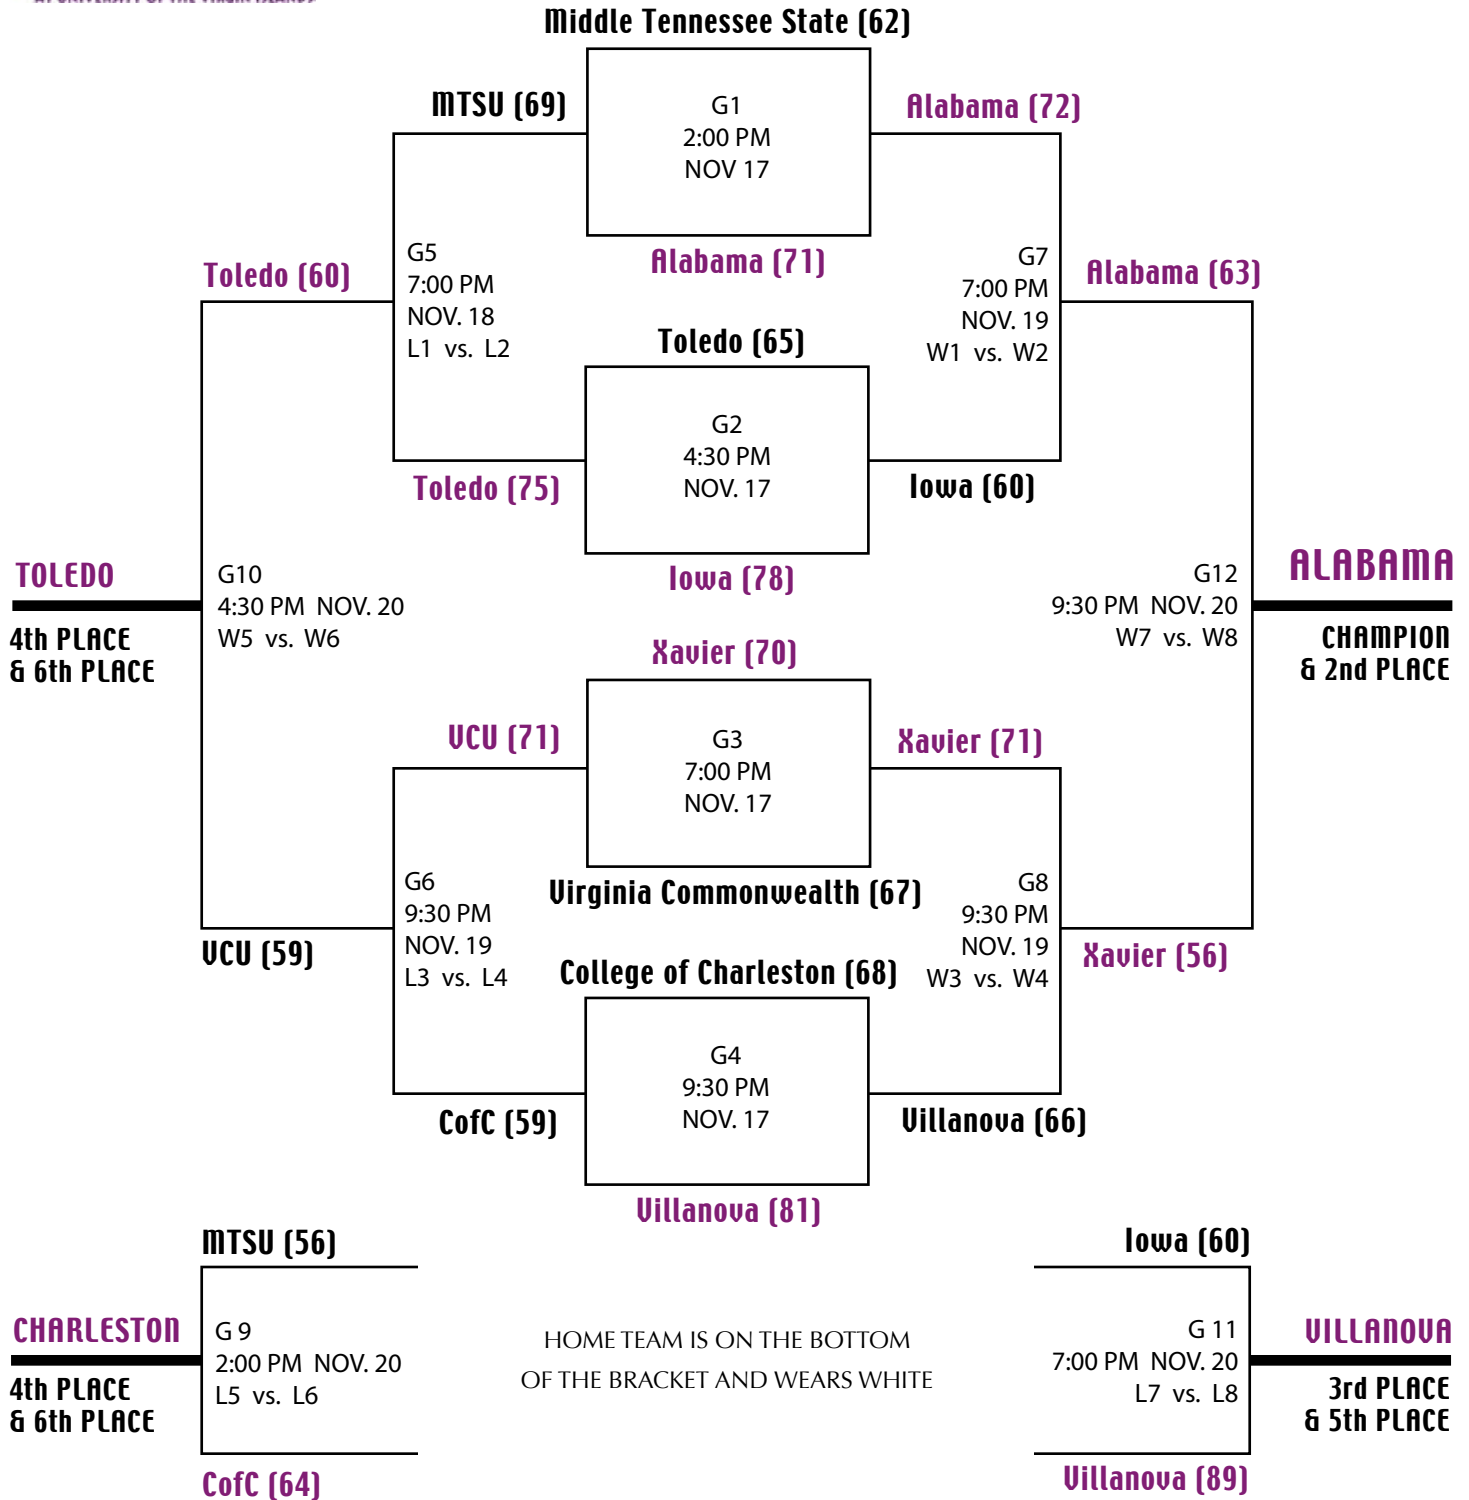 AT UNIVERSITY OF THE VIRGIN ISLANDS
Middle Tennessee State (62)
MTSU (69)
G1
2:00 PM
NOV 17
Alabama (72)
Toledo (60)
G5
7:00 PM
NOV. 18
L1 vs. L2
Alabama (71)
G7
7:00 PM
NOV. 19
W1 vs. W2
Alabama (63)
Toledo (65)
G2
4:30 PM
NOV. 17
Toledo (75)
Iowa (60)
Iowa (78)
TOLEDO
4th PLACE
& 6th PLACE
G10
4:30 PM NOV. 20
W5 vs. W6
G12
9:30 PM NOV. 20
W7 vs. W8
ALABAMA
CHAMPION
& 2nd PLACE
Xavier (70)
VCU (71)
G3
7:00 PM
NOV. 17
Xavier (71)
Virginia Commonwealth (67)
G6
9:30 PM
NOV. 19
L3 vs. L4
G8
9:30 PM
NOV. 19
W3 vs. W4
VCU (59)
Xavier (56)
College of Charleston (68)
G4
9:30 PM
NOV. 17
CofC (59)
Villanova (66)
Villanova (81)
MTSU (56)
Iowa (60)
CHARLESTON
4th PLACE
& 6th PLACE
G 9
2:00 PM NOV. 20
L5 vs. L6
HOME TEAM IS ON THE BOTTOM
OF THE BRACKET AND WEARS WHITE
G 11
7:00 PM NOV. 20
L7 vs. L8
VILLANOVA
3rd PLACE
& 5th PLACE
CofC (64)
Villanova (89)